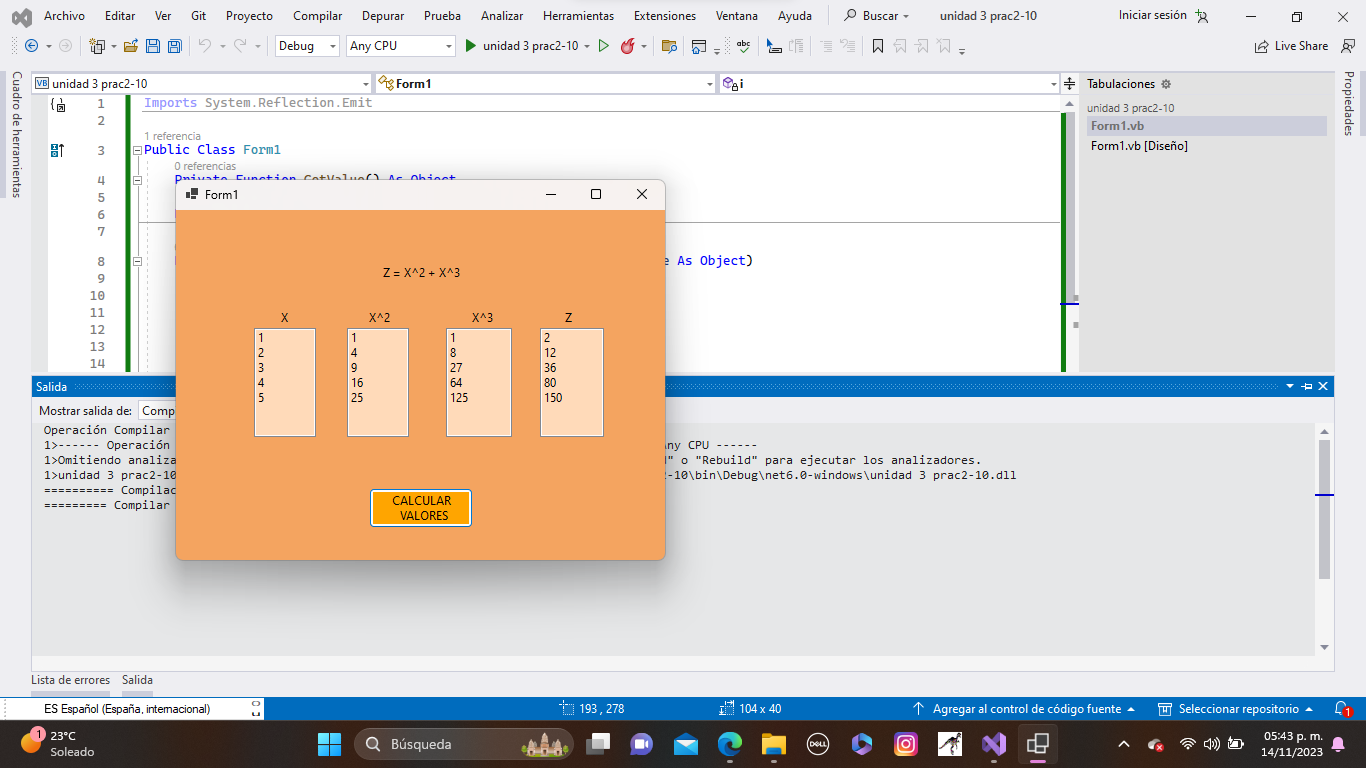 Archivo Editar Ver Git Proyecto Compilar Depurar Prueba Analizar Herramientas Extensiones Ventana Ayuda Buscar unidad 3 prac2-10 Iniciar sesión
Debug Any CPU unidad 3 prac2-10 Live Share
Cuadro de herramientas
VB unidad 3 prac2-10 Form1 i
1 Imports System.Reflection.Emit
2
1 referencia
3 Public Class Form1
0 referencias
4 Private Function GetValue() As Object
5
6
7
8 e As Object)
9
10
11
12
13
14
Tabulaciones
unidad 3 prac2-10
Form1.vb
Form1.vb [Diseño]
Propiedades
Form1
Z = X^2 + X^3
X X^2 X^3 Z
1 1 1 2
2 4 8 12
3 9 27 36
4 16 64 80
5 25 125 150
CALCULAR
VALORES
Salida
Mostrar salida de: Comp
Operación Compilar
1>------ Operación ny CPU ------
1>Omitiendo analiza " o "Rebuild" para ejecutar los analizadores.
1>unidad 3 prac2-10 2-10\bin\Debug\net6.0-windows\unidad 3 prac2-10.dll
========== Compilac
========= Compilar
Lista de errores Salida
ES Español (España, internacional) 193 , 278 104 x 40 Agregar al control de código fuente Seleccionar repositorio 1
1 23°C
Soleado
Búsqueda
DELL
05:43 p. m.
14/11/2023